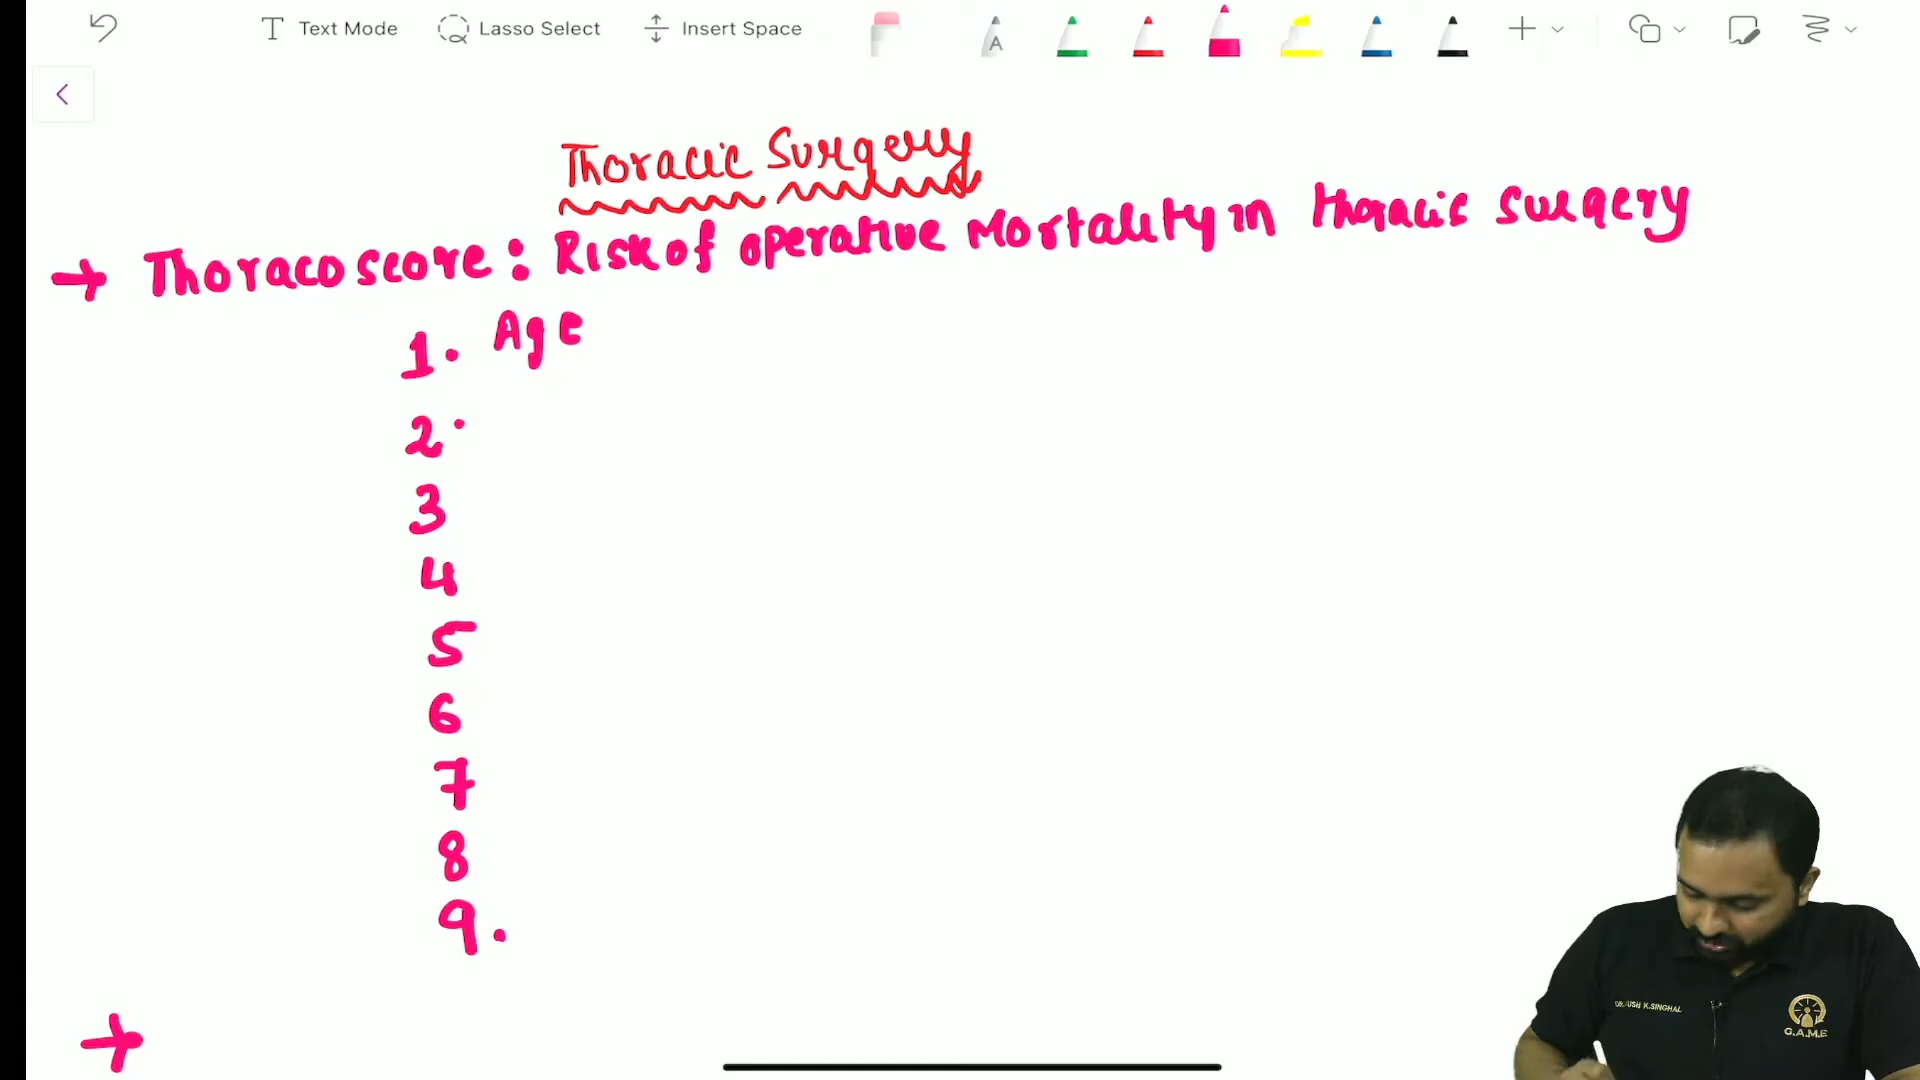 Text Mode Lasso Select Insert Space
A
Thoracic Surgery
→ Thoracoscore: Risk of operative Mortality in thoracic surgery
1. Age
2.
3
4
5
6
7
8
9.
→
K.SINGHAL
G.A.M.E